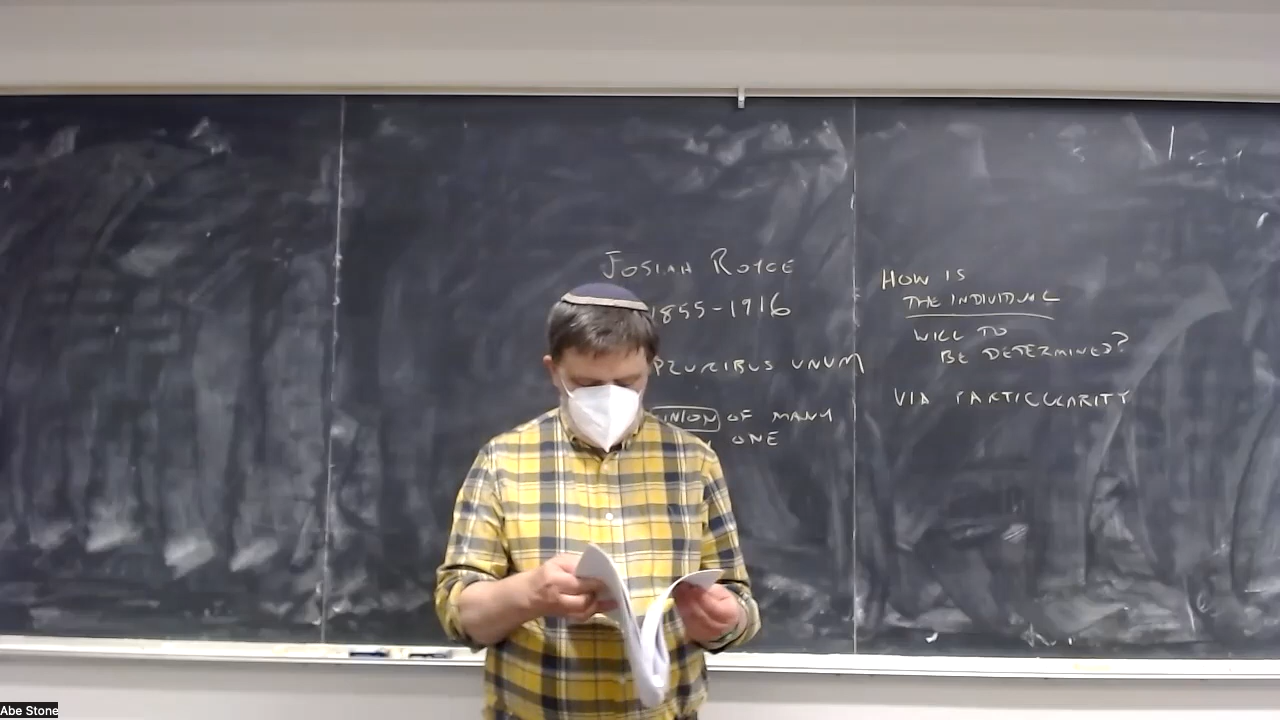 JOSIAH ROYCE
1855-1916
PLURIBUS UNUM
UNION OF MANY
ONE
HOW IS
THE INDIVIDUAL
WILL TO
BE DETERMINED?
VIA PARTICULARITY
Abe Stone